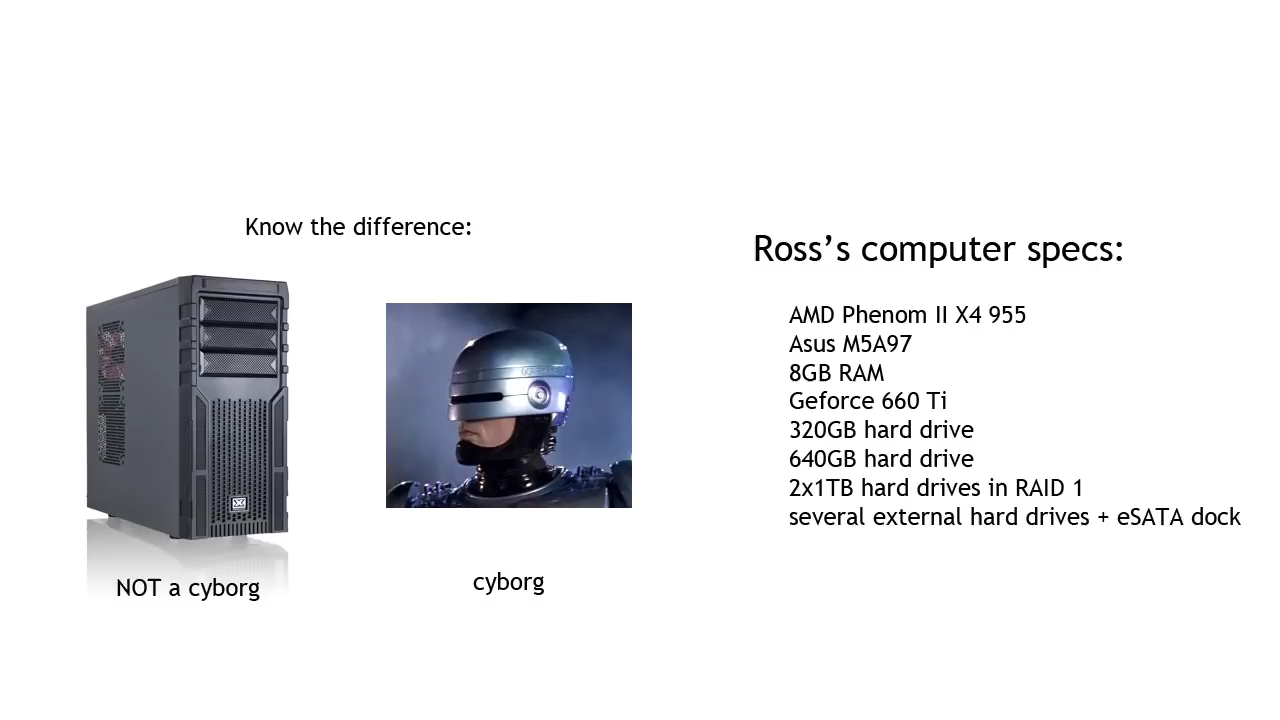 Know the difference:
NOT a cyborg
cyborg
Ross’s computer specs:
AMD Phenom II X4 955
Asus M5A97
8GB RAM
Geforce 660 Ti
320GB hard drive
640GB hard drive
2x1TB hard drives in RAID 1
several external hard drives + eSATA dock